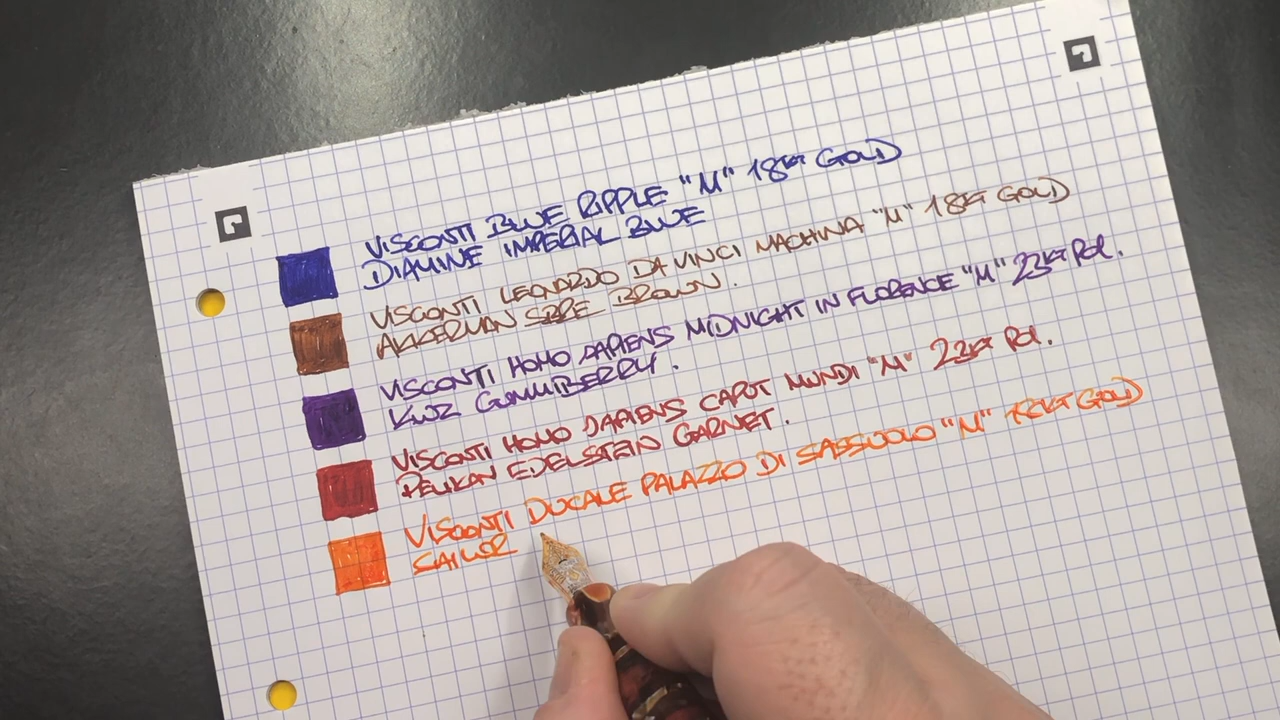 VISCONTI BLUE RIPPLE "M" 18KT GOLD
DIAMINE IMPERIAL BLUE
VISCONTI LEONARDO DA VINCI MACHINA "M" 18KT GOLD
AKKERMAN SBRE BROWN.
VISCONTI HOMO SAPIENS MIDNIGHT IN FLORENCE "M" 23KT Pd.
KWZ GUMMIBERRY.
VISCONTI HOMO SAPIENS CAPUT MUNDI "M" 23KT Pd.
PELIKAN EDELSTEIN GARNET.
VISCONTI DUCALE PALAZZO DI SASSUOLO "M" GOLD
SAILOR